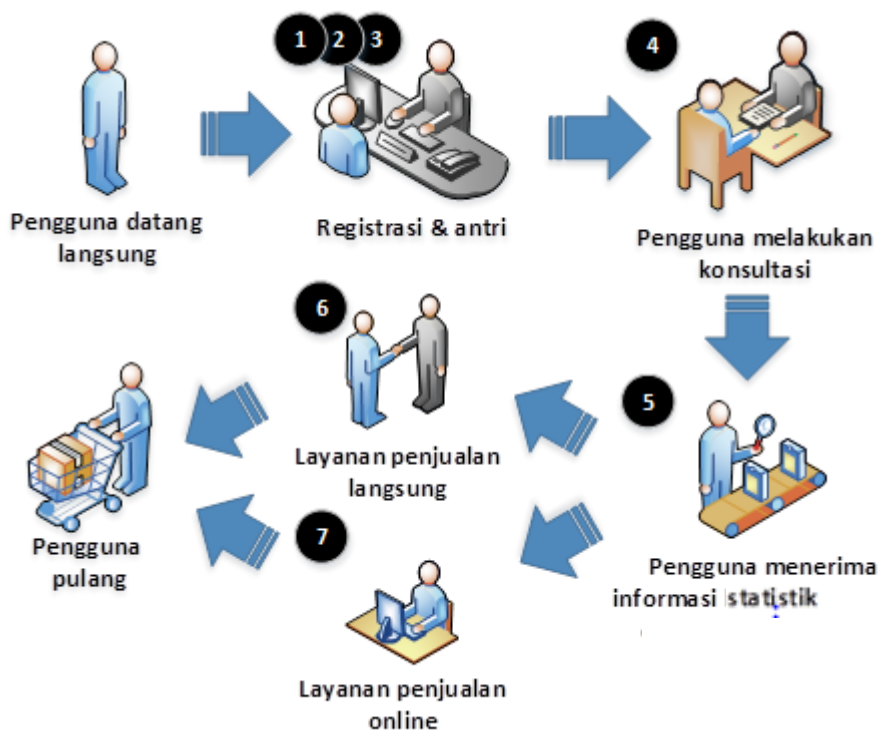 1 2 3
4
Pengguna datang
langsung
Registrasi & antri
Pengguna melakukan
konsultasi
6
5
Layanan penjualan
langsung
7
Pengguna
pulang
Pengguna menerima
informasi statistik
Layanan penjualan
online